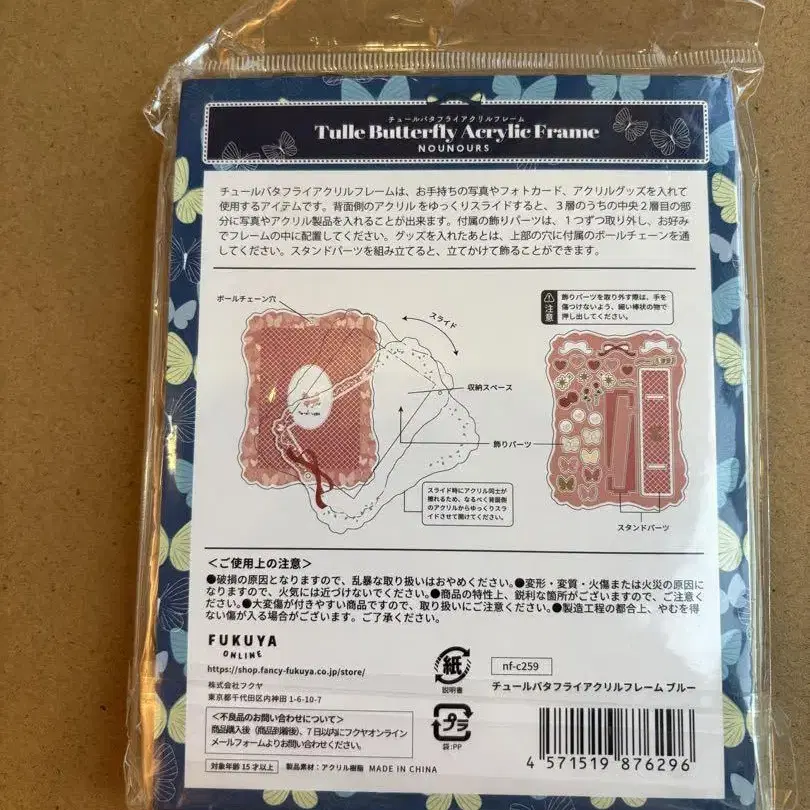 チュールバタフライアクリルフレーム
Tulle Butterfly Acrylic Frame
NOUNOURS
チュールバタフライアクリルフレームは、お手持ちの写真やフォトカード、アクリルグッズを入れて
使用するアイテムです。背面側のアクリルをゆっくりスライドすると、3層のうちの中央2層目の部
分に写真やアクリル製品を入れることが出来ます。付属の飾りパーツは、1つずつ取り外し、お好み
でフレームの中に配置してください。グッズを入れたあとは、上部の穴に付属のボールチェーンを通
してください。スタンドパーツを組み立てると、立てかけて飾ることができます。
ボールチェーン穴
スライド
収納スペース
飾りパーツ
スライド時にアクリル同士が
擦れるため、なるべく背面側
のアクリルからゆっくりスラ
イドさせて開けてください。
注意
飾りパーツを取り外す際は、手を
傷つけないよう、細い棒状の物で
押し出してください。
スタンドパーツ
＜ご使用上の注意＞
●破損の原因となりますので、乱暴な取り扱いはおやめください。●変形・変質・火傷または火災の原因に
なりますので、火気には近づけないでください。●商品の特性上、鋭利な箇所がございますので、ご注意く
ださい。●大変傷が付きやすい商品ですので、取り扱いにご注意ください。●製造工程の都合上、やむを得
ない傷が入る場合がございます。ご了承ください。
FUKUYA
ONLINE
https://shop.fancy-fukuya.co.jp/store/
株式会社フクヤ
東京都千代田区内神田 1-6-10-7
＜不良品のお問い合わせについて＞
商品購入後（商品到着後）、7日以内にフクヤオンライン
メールフォームよりお問い合わせください。
対象年齢 15才以上
製品素材：アクリル樹脂 MADE IN CHINA
紙
説明書
プラ
袋:PP
nf-c259
チュールバタフライアクリルフレーム ブルー
4 571519 876296